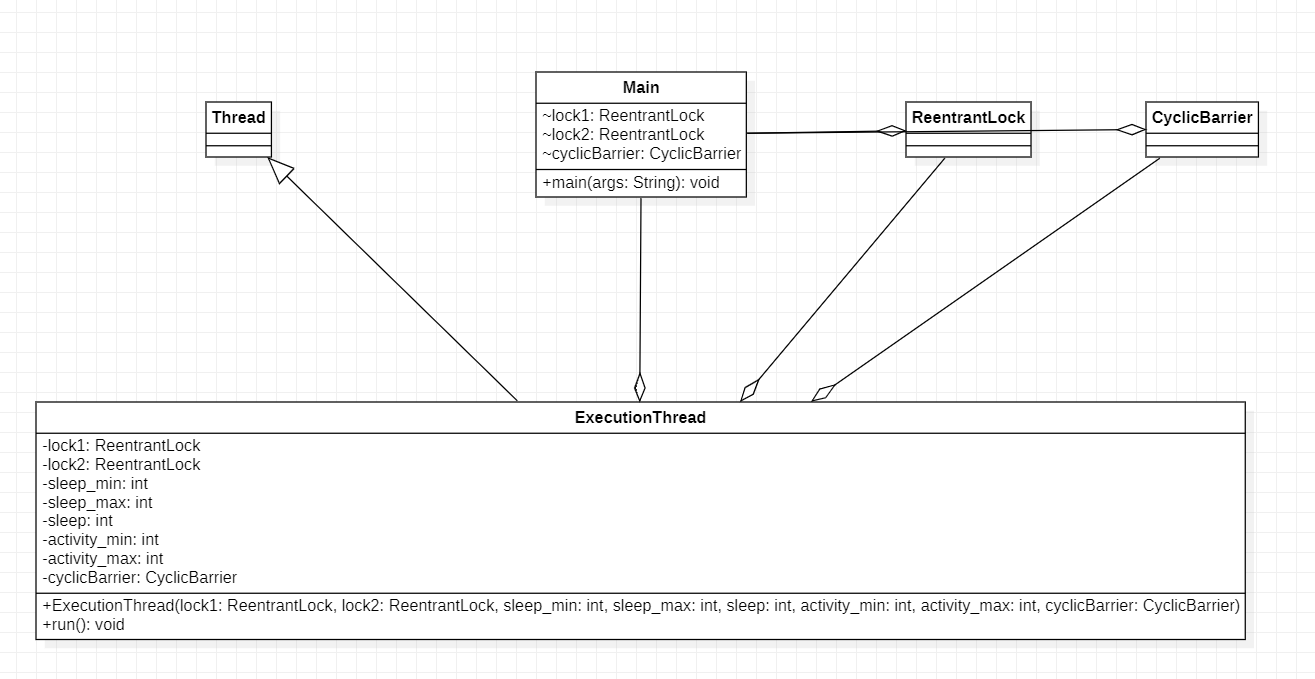 Thread
Main
~lock1: ReentrantLock
~lock2: ReentrantLock
~cyclicBarrier: CyclicBarrier
+main(args: String): void
ReentrantLock
CyclicBarrier
ExecutionThread
-lock1: ReentrantLock
-lock2: ReentrantLock
-sleep_min: int
-sleep_max: int
-sleep: int
-activity_min: int
-activity_max: int
-cyclicBarrier: CyclicBarrier
+ExecutionThread(lock1: ReentrantLock, lock2: ReentrantLock, sleep_min: int, sleep_max: int, sleep: int, activity_min: int, activity_max: int, cyclicBarrier: CyclicBarrier)
+run(): void